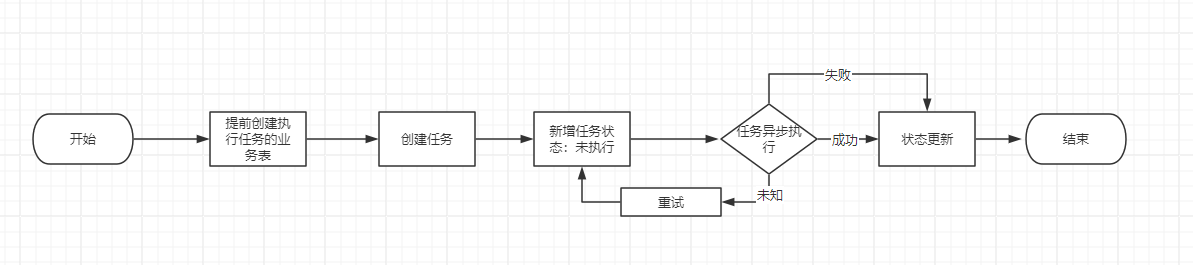 开始
提前创建执
行任务的业
务表
创建任务
新增任务状
态：未执行
任务异步执
行
失败
成功
未知
重试
状态更新
结束